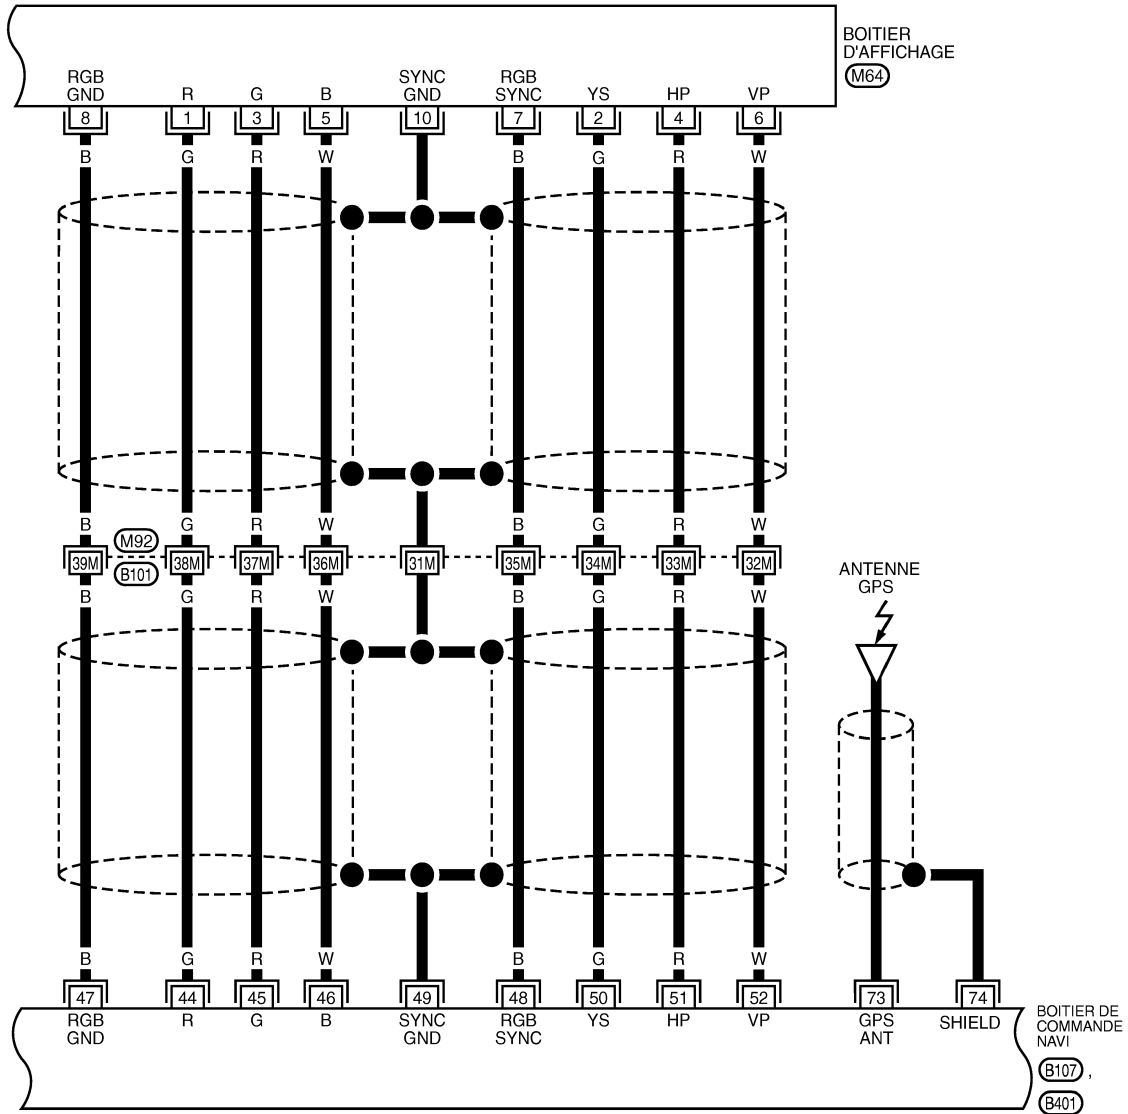 BOITIER
D'AFFICHAGE
M64
RGB
GND
R
G
B
SYNC
GND
RGB
SYNC
YS
HP
VP
8 1 3 5 10 7 2 4 6
B G R W B G R W
B G R W B G R W
M92
39M 38M 37M 36M 31M 35M 34M 33M 32M
B101
B G R W B G R W
ANTENNE
GPS
B G R W B G R W
47 44 45 46 49 48 50 51 52 73 74
RGB
GND
R
G
B
SYNC
GND
RGB
SYNC
YS
HP
VP
GPS
ANT
SHIELD
BOITIER DE
COMMANDE
NAVI
B107 ,
B401